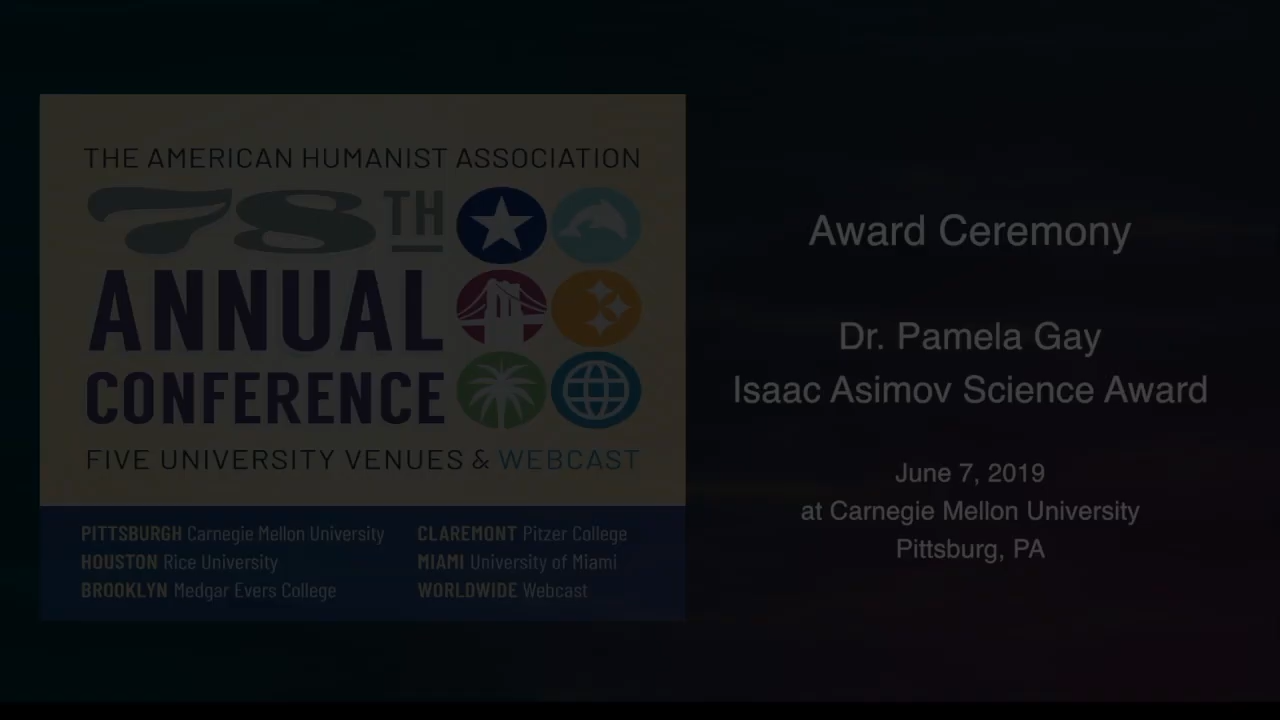 THE AMERICAN HUMANIST ASSOCIATION
78TH
ANNUAL
CONFERENCE
FIVE UNIVERSITY VENUES & WEBCAST
PITTSBURGH Carnegie Mellon University
HOUSTON Rice University
BROOKLYN Medgar Evers College
CLAREMONT Pitzer College
MIAMI University of Miami
WORLDWIDE Webcast
Award Ceremony
Dr. Pamela Gay
Isaac Asimov Science Award
June 7, 2019
at Carnegie Mellon University
Pittsburg, PA